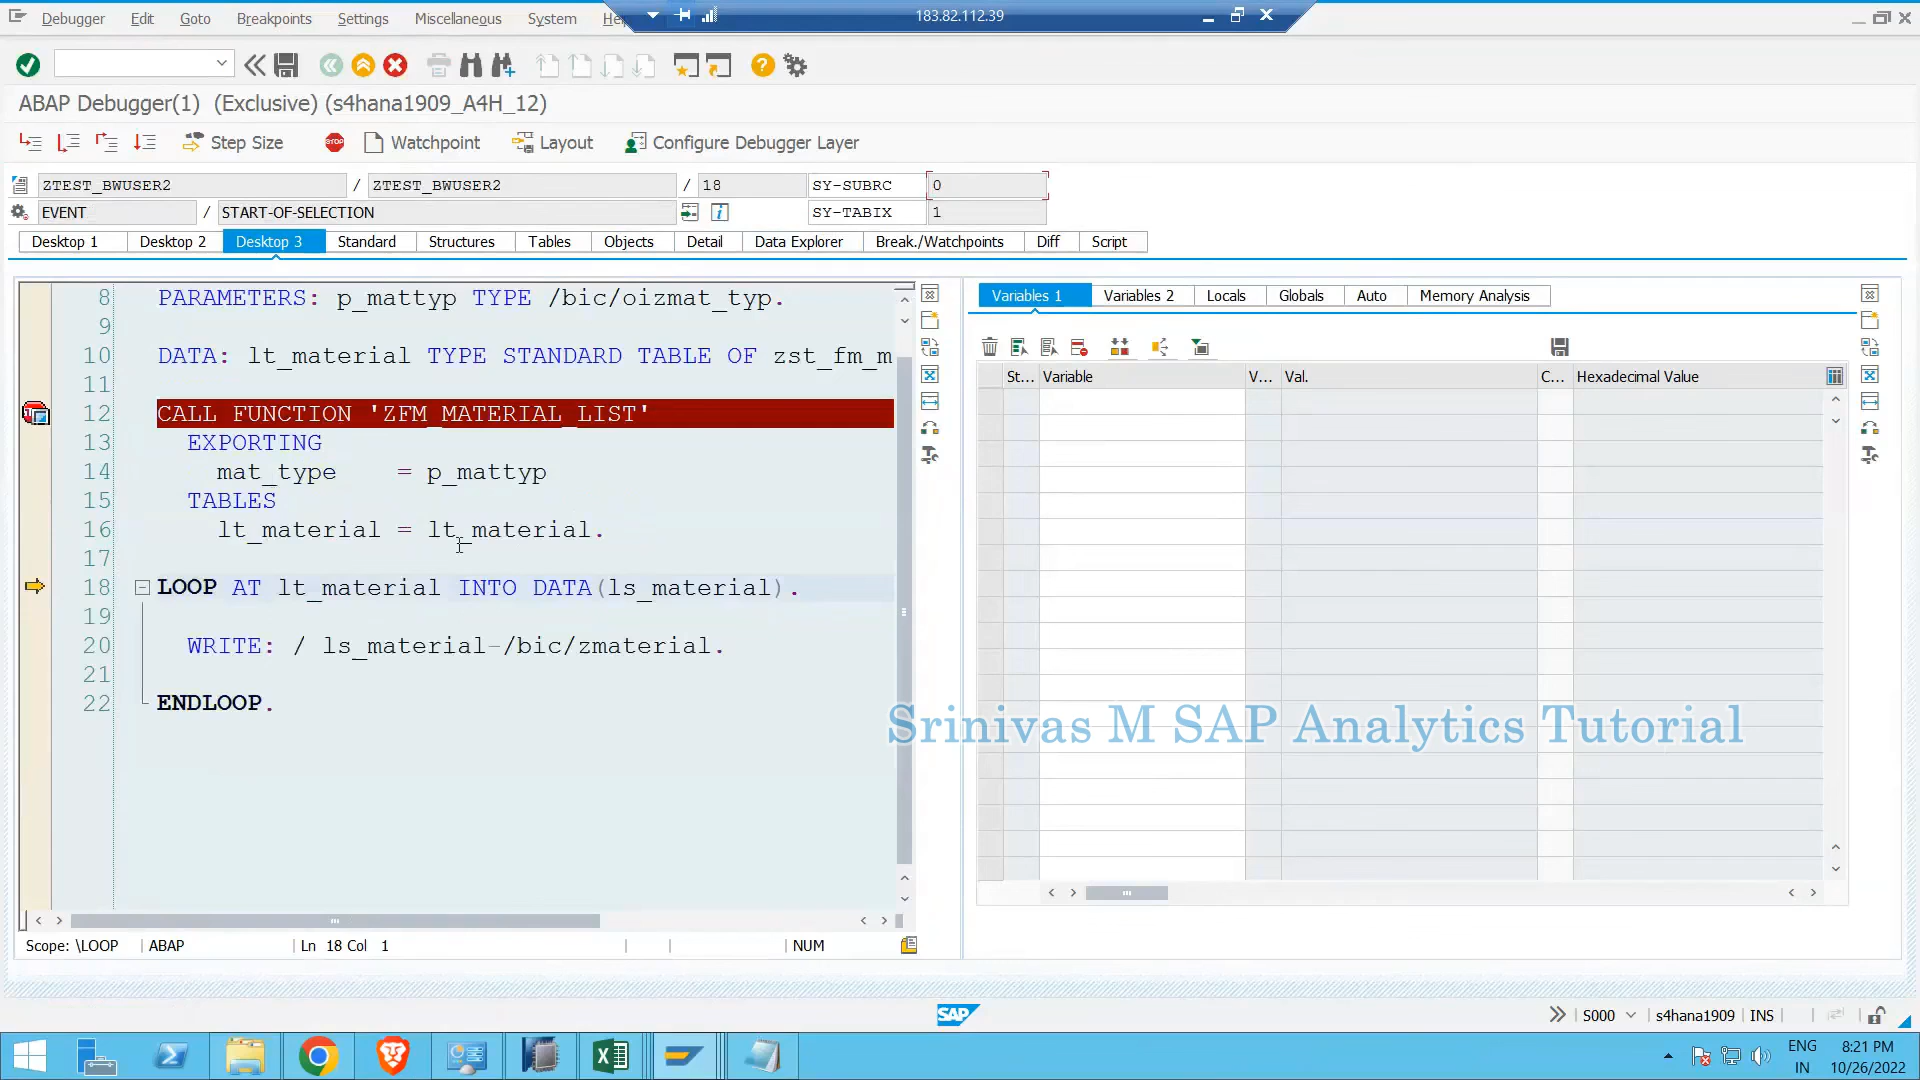 Debugger Edit Goto Breakpoints Settings Miscellaneous System
183.82.112.39
ABAP Debugger(1) (Exclusive) (s4hana1909_A4H_12)
Step Size STOP Watchpoint Layout Configure Debugger Layer
ZTEST_BWUSER2 / ZTEST_BWUSER2 / 18 SY-SUBRC 0
EVENT / START-OF-SELECTION SY-TABIX 1
Desktop 1 Desktop 2 Desktop 3 Standard Structures Tables Objects Detail Data Explorer Break./Watchpoints Diff Script
8 PARAMETERS: p_mattyp TYPE /bic/oizmat_typ.
9
10 DATA: lt_material TYPE STANDARD TABLE OF zst_fm_m
11
12 CALL FUNCTION 'ZFM_MATERIAL_LIST'
13 EXPORTING
14 mat_type = p_mattyp
15 TABLES
16 lt_material = lt_material.
17
18 LOOP AT lt_material INTO DATA(ls_material).
19
20 WRITE: / ls_material-/bic/zmaterial.
21
22 ENDLOOP.
Scope: \LOOP ABAP Ln 18 Col 1 NUM
Variables 1 Variables 2 Locals Globals Auto Memory Analysis
St... Variable V... Val. C... Hexadecimal Value
Srinivas M SAP Analytics Tutorial
SAP
S000 s4hana1909 INS
ENG 8:21 PM
IN 10/26/2022